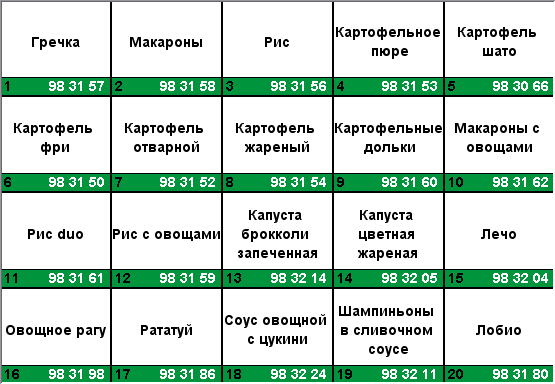 Гречка
Макароны
Рис
Картофельное
пюре
Картофель
шато
1 98 31 57
2 98 31 58
3 98 31 56
4 98 31 53
5 98 30 66
Картофель
фри
Картофель
отварной
Картофель
жареный
Картофельные
дольки
Макароны с
овощами
6 98 31 50
7 98 31 52
8 98 31 54
9 98 31 60
10 98 31 62
Рис duo
Рис с овощами
Капуста
брокколи
запеченная
Капуста
цветная
жареная
Лечо
11 98 31 61
12 98 31 59
13 98 32 14
14 98 32 05
15 98 32 04
Овощное рагу
Рататуй
Соус овощной
с цукини
Шампиньоны
в сливочном
соусе
Лобио
16 98 31 98
17 98 31 86
18 98 32 24
19 98 32 11
20 98 31 80